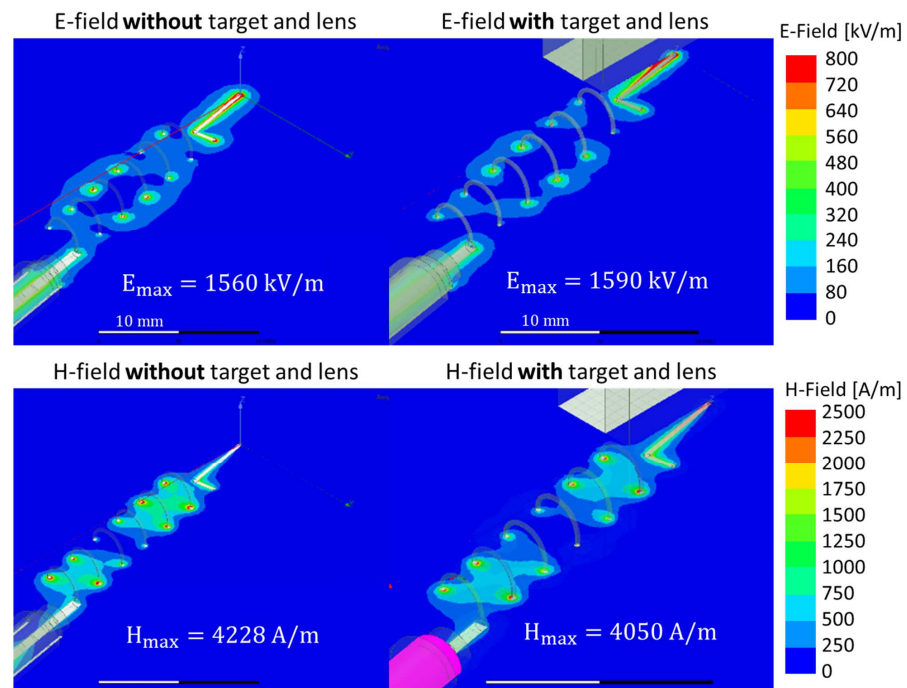 E-field without target and lens
E-field with target and lens
E-Field [kV/m]
800
720
640
560
480
400
320
240
160
80
0
E_max = 1560 kV/m
10 mm
E_max = 1590 kV/m
10 mm
H-field without target and lens
H-field with target and lens
H-Field [A/m]
2500
2250
2000
1750
1500
1250
1000
750
500
250
0
H_max = 4228 A/m
H_max = 4050 A/m